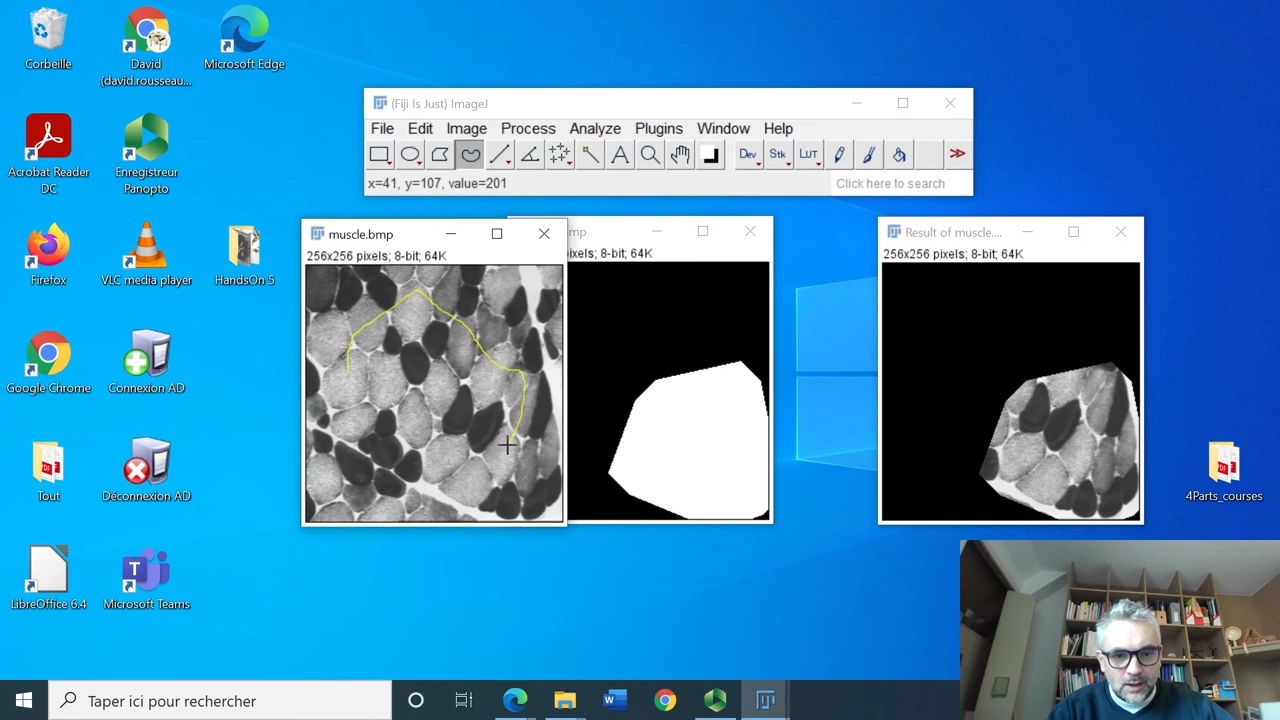 Corbeille
David
(david.rousseau...
Microsoft Edge
Acrobat Reader
DC
Enregistreur
Panopto
Firefox
VLC media player
HandsOn 5
Google Chrome
Connexion AD
Tout
Déconnexion AD
LibreOffice 6.4
Microsoft Teams
(Fiji Is Just) ImageJ
File Edit Image Process Analyze Plugins Window Help
Dev Stk LUT
x=41, y=107, value=201
Click here to search
muscle.bmp
256x256 pixels; 8-bit; 64K
mp
xels; 8-bit; 64K
Result of muscle....
256x256 pixels; 8-bit; 64K
4Parts_courses
Taper ici pour rechercher